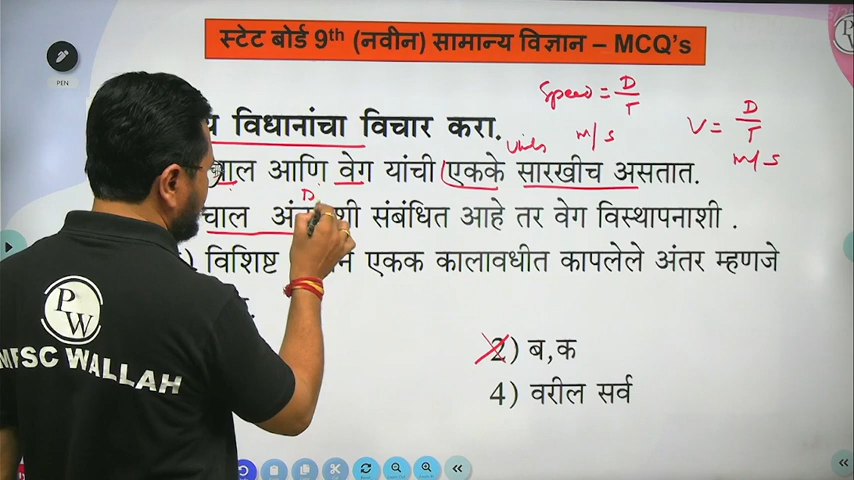 स्टेट बोर्ड 9th (नवीन) सामान्य विज्ञान – MCQ's
PEN
Speed = D/T
m/s
V = D/T
m/s
विधानांचा विचार करा.
Units
चाल आणि वेग यांची एकके सारखीच असतात.
D
चाल संबंधित आहे तर वेग विस्थापनाशी .
विशिष्ट एकक कालावधीत कापलेले अंतर म्हणजे
2) ब,क
4) वरील सर्व
PW
WALLAH